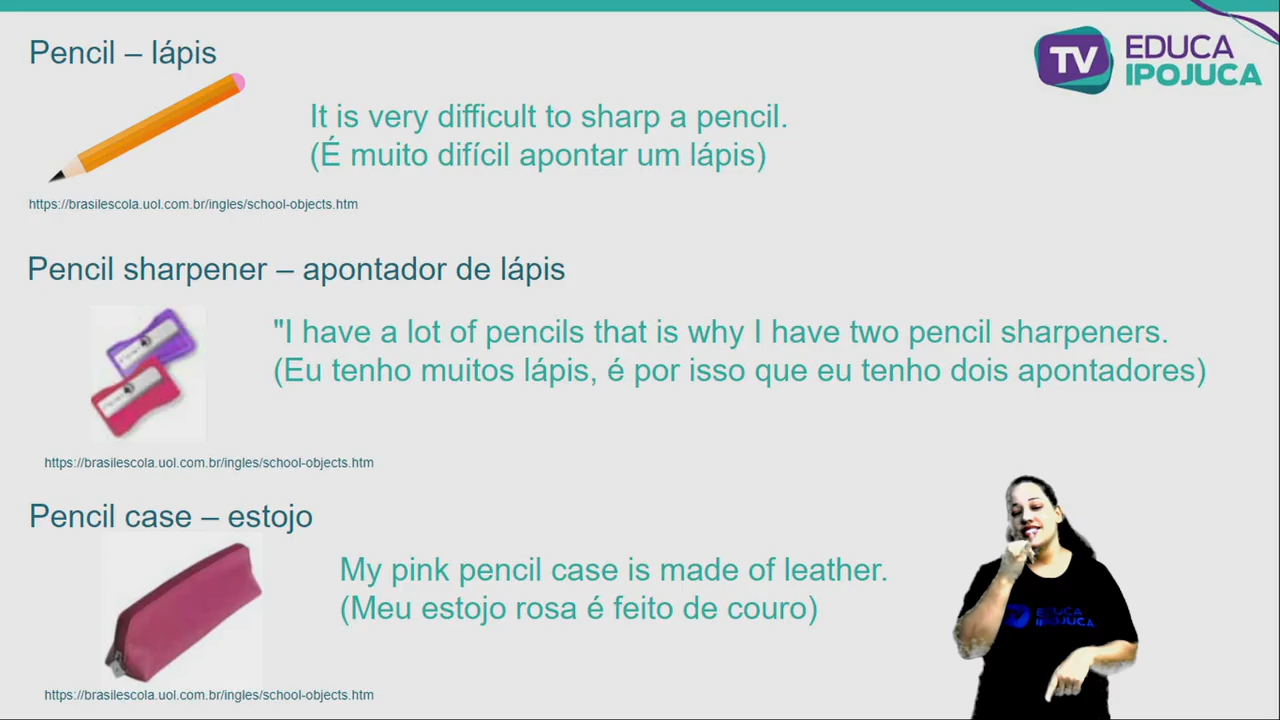 Pencil – lápis
TV EDUCA
IPOJUCA
It is very difficult to sharp a pencil.
(É muito difícil apontar um lápis)
https://brasilescola.uol.com.br/ingles/school-objects.htm
Pencil sharpener – apontador de lápis
"I have a lot of pencils that is why I have two pencil sharpeners.
(Eu tenho muitos lápis, é por isso que eu tenho dois apontadores)
https://brasilescola.uol.com.br/ingles/school-objects.htm
Pencil case – estojo
My pink pencil case is made of leather.
(Meu estojo rosa é feito de couro)
EDUCA
IPOJUCA
https://brasilescola.uol.com.br/ingles/school-objects.htm